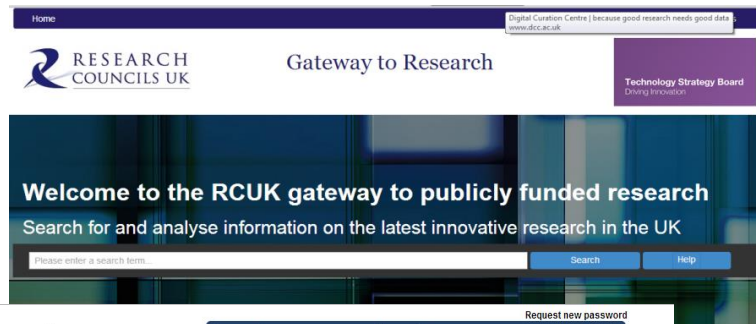 Home
Digital Curation Centre | because good research needs good data
www.dcc.ac.uk
s
RESEARCH
COUNCILS UK
Gateway to Research
Technology Strategy Board
Driving Innovation
Welcome to the RCUK gateway to publicly funded research
Search for and analyse information on the latest innovative research in the UK
Please enter a search term...
Search
Help
Request new password